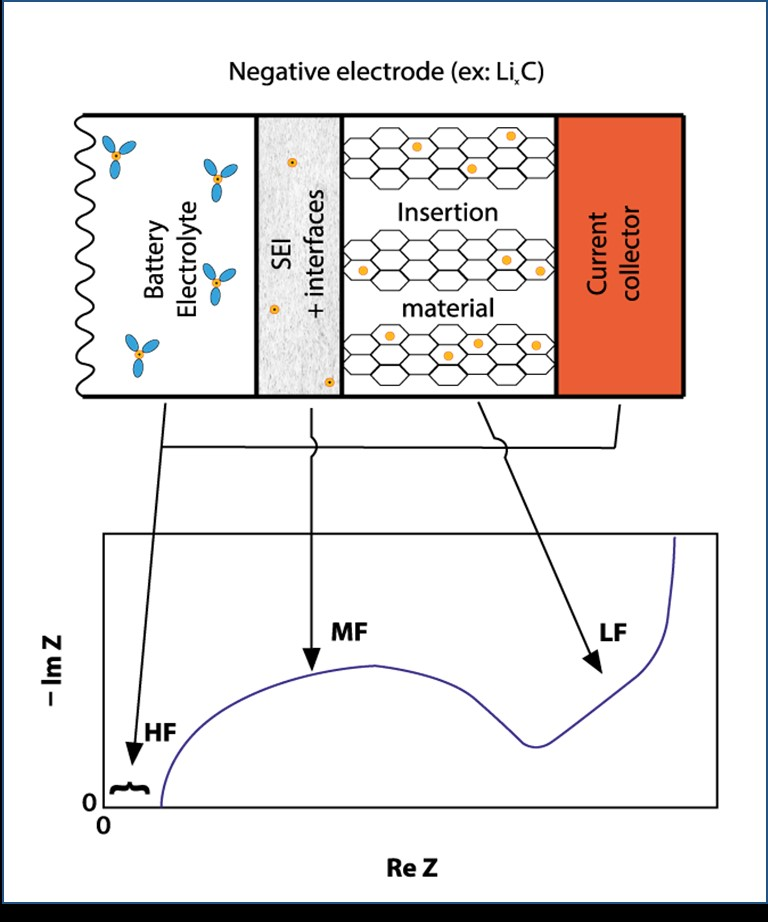 Negative electrode (ex: LiₓC)
Battery
Electrolyte
SEI
+ interfaces
Insertion
material
Current
collector
MF
LF
HF
– Im Z
0
0
Re Z